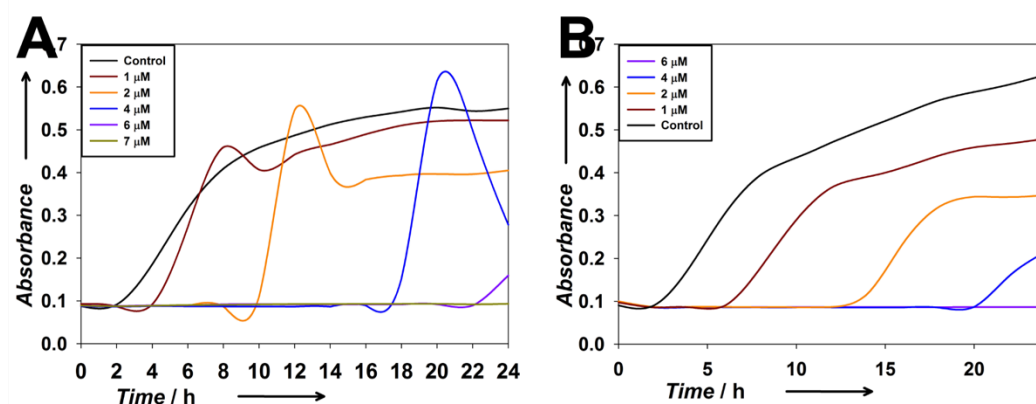 A
0.7
0.6
0.5
0.4
0.3
0.2
0.1
0.0
Absorbance
Control
1 µM
2 µM
4 µM
6 µM
7 µM
0 2 4 6 8 10 12 14 16 18 20 22 24
Time / h
B
0.7
0.6
0.5
0.4
0.3
0.2
0.1
0.0
Absorbance
6 µM
4 µM
2 µM
1 µM
Control
0 5 10 15 20
Time / h